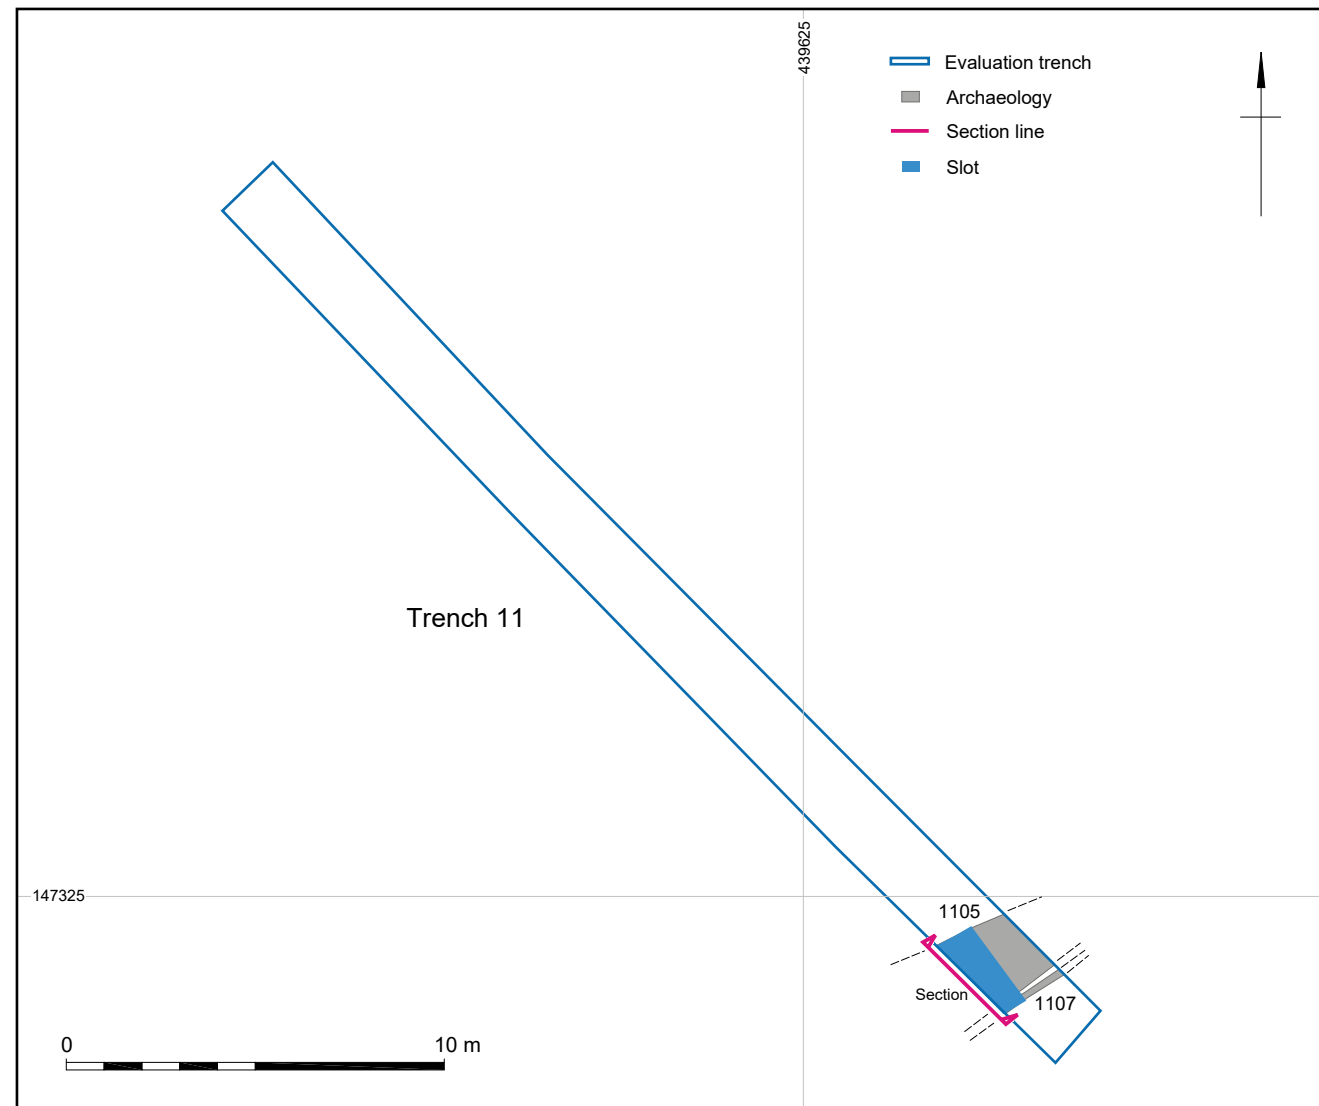 439625
Evaluation trench
Archaeology
Section line
Slot
Trench 11
147325
1105
Section
1107
0
10 m